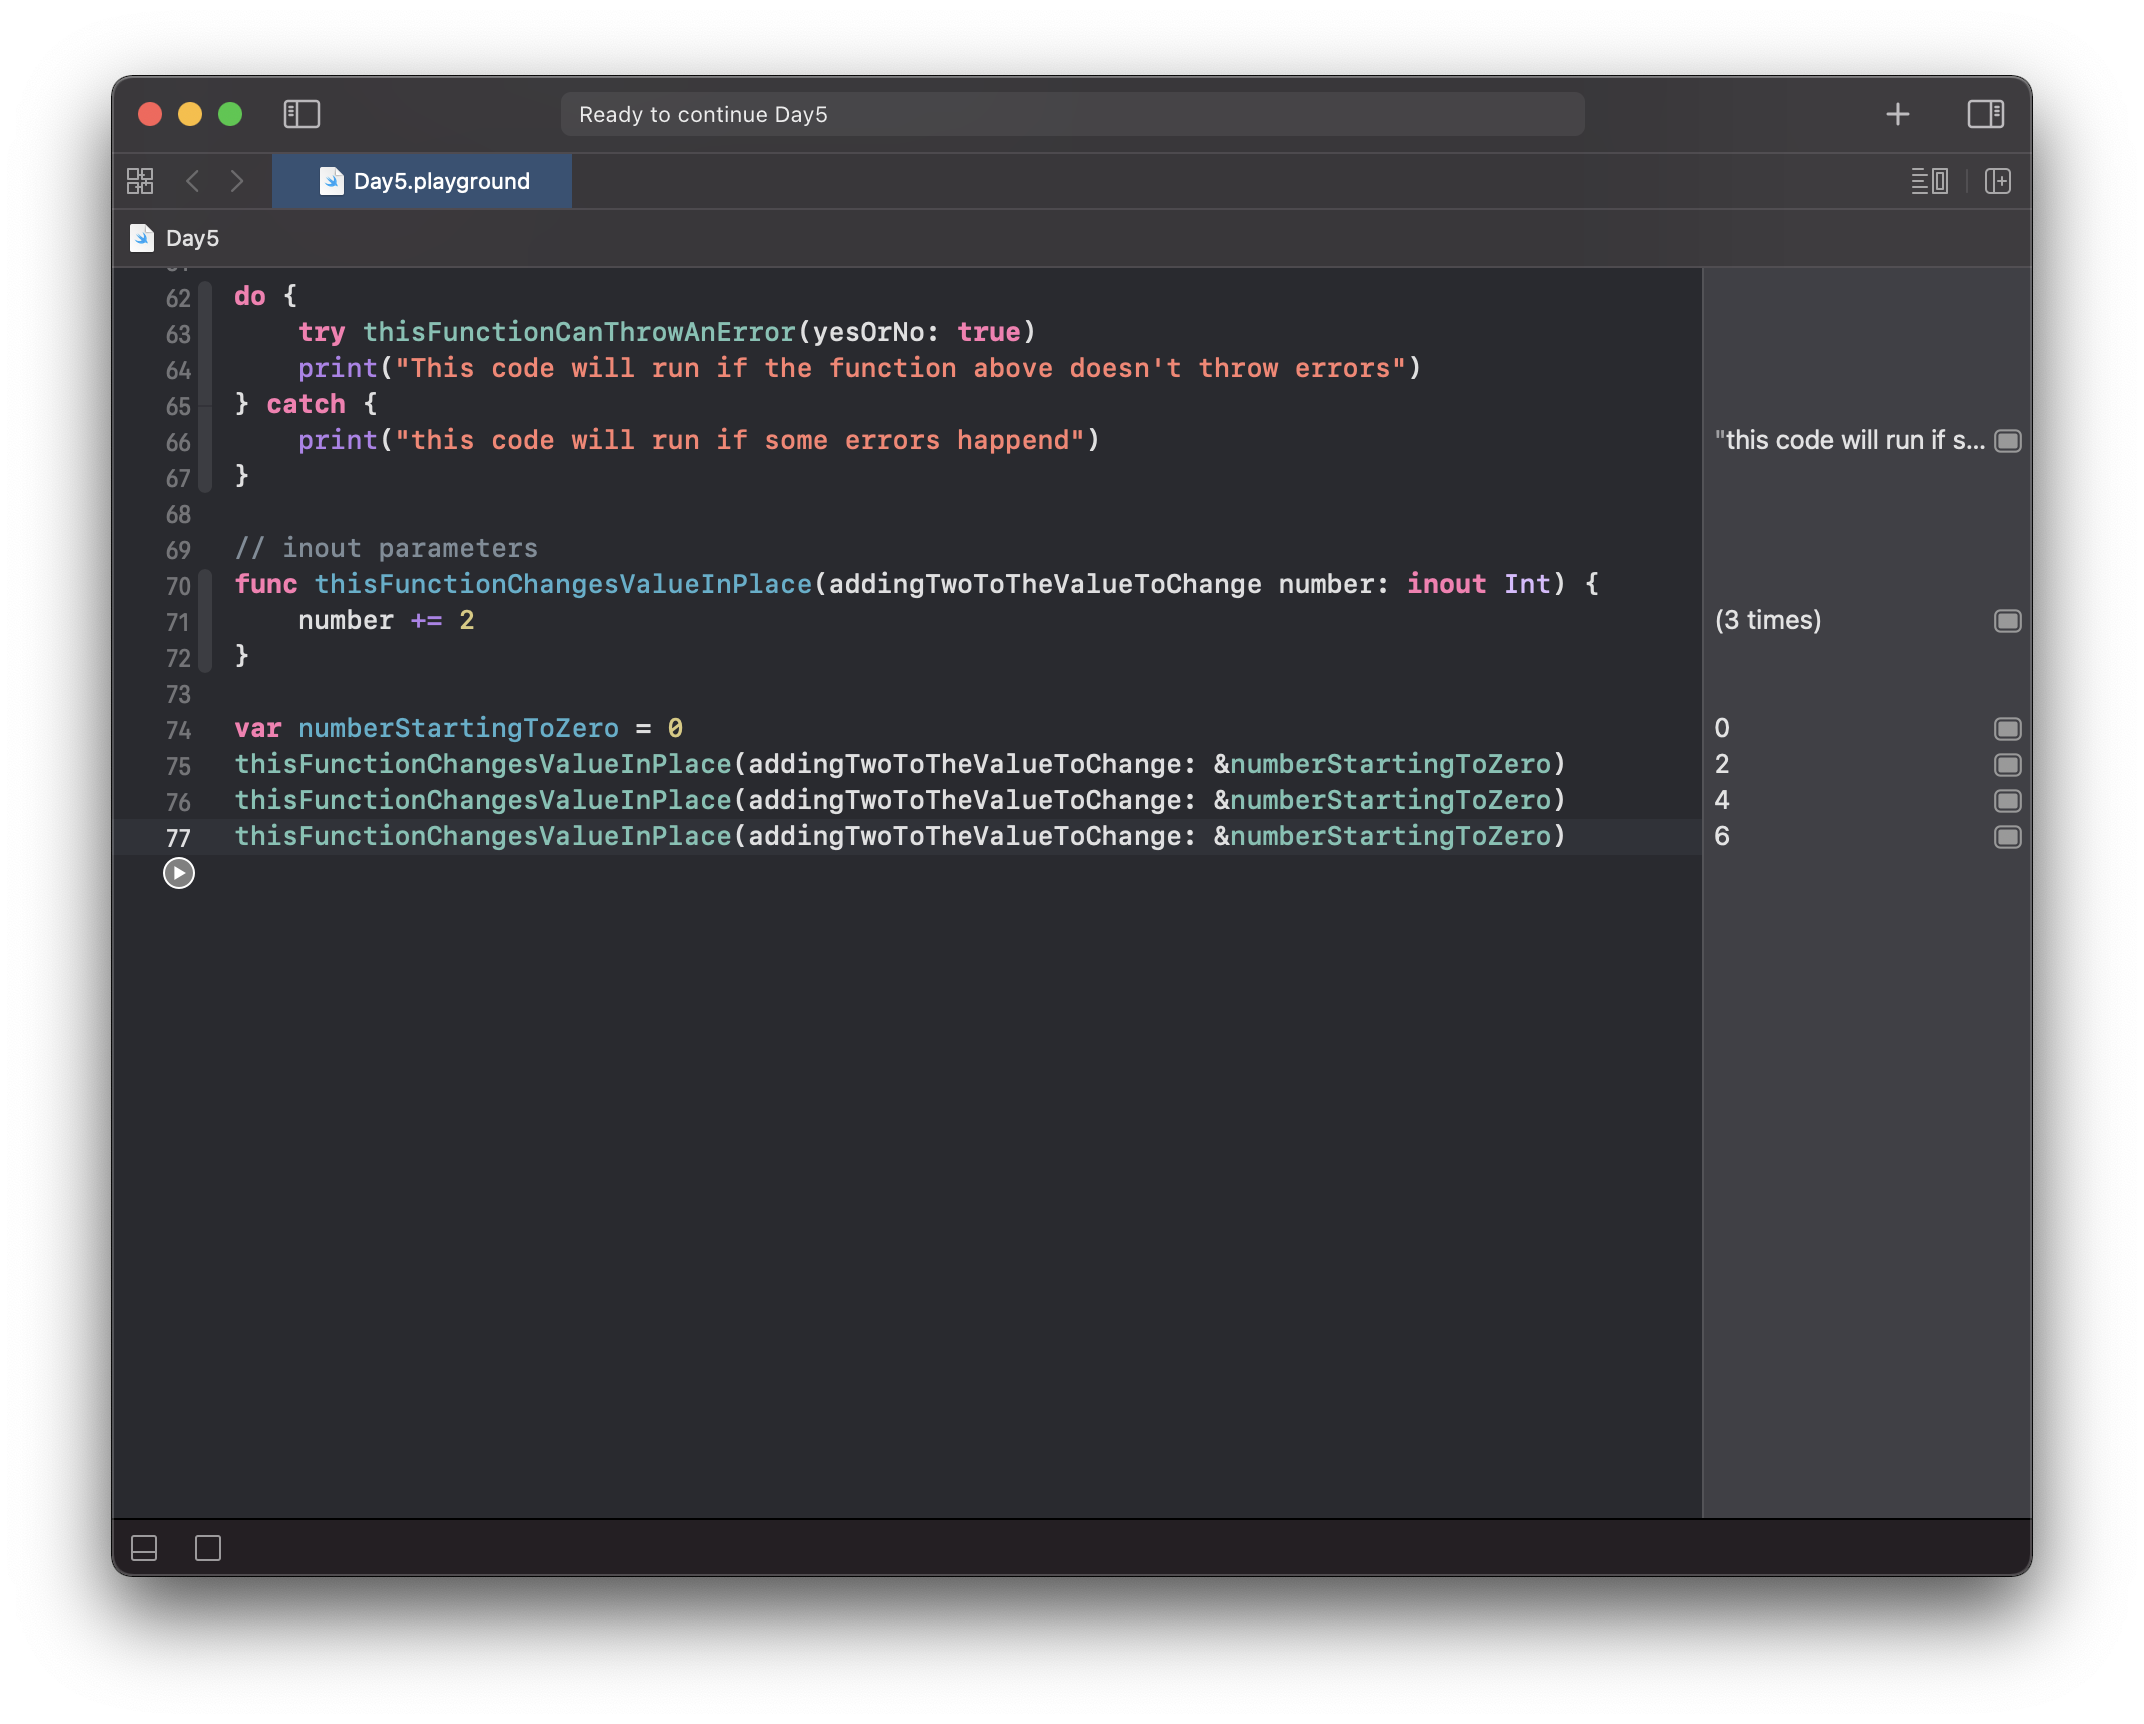 Ready to continue Day5
Day5.playground
Day5
62 do {
63     try thisFunctionCanThrowAnError(yesOrNo: true)
64     print("This code will run if the function above doesn't throw errors")
65 } catch {
66     print("this code will run if some errors happend") "this code will run if s...
67 }
68
69 // inout parameters
70 func thisFunctionChangesValueInPlace(addingTwoToTheValueToChange number: inout Int) {
71     number += 2 (3 times)
72 }
73
74 var numberStartingToZero = 0 0
75 thisFunctionChangesValueInPlace(addingTwoToTheValueToChange: &numberStartingToZero) 2
76 thisFunctionChangesValueInPlace(addingTwoToTheValueToChange: &numberStartingToZero) 4
77 thisFunctionChangesValueInPlace(addingTwoToTheValueToChange: &numberStartingToZero) 6